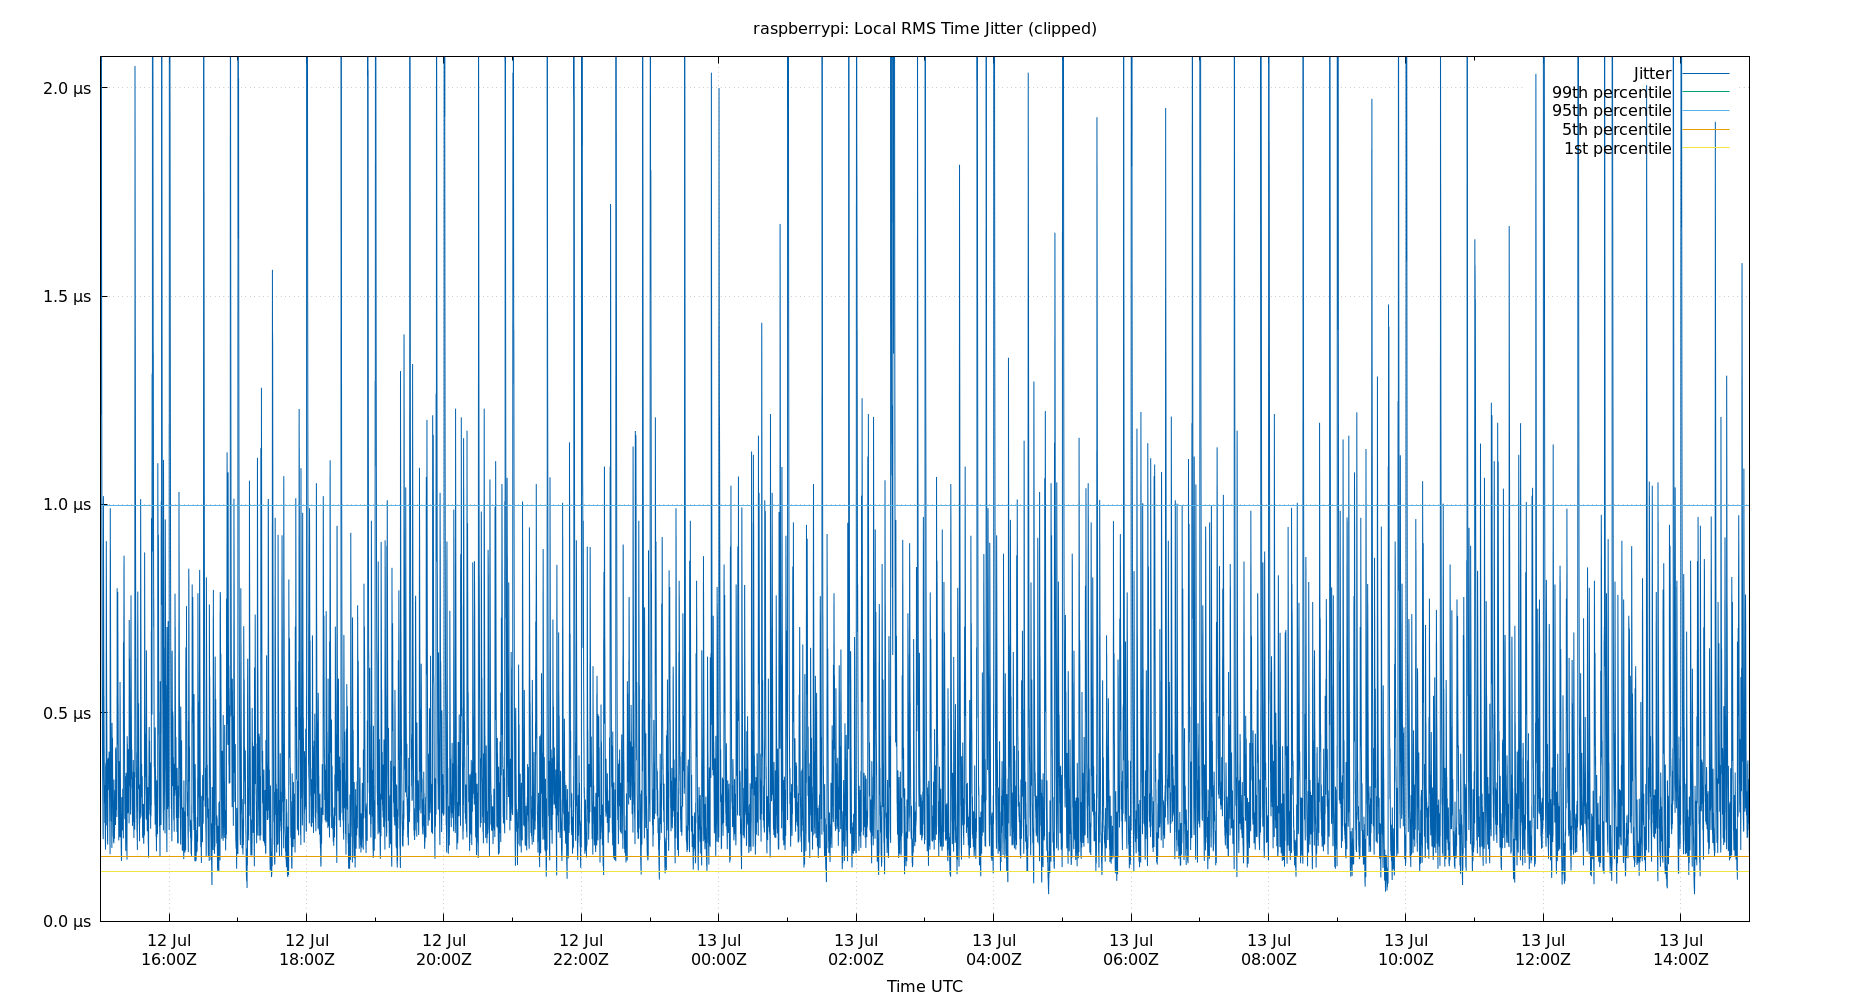 raspberrypi: Local RMS Time Jitter (clipped)
2.0 µs
1.5 µs
1.0 µs
0.5 µs
0.0 µs
Jitter
99th percentile
95th percentile
5th percentile
1st percentile
12 Jul 12 Jul 12 Jul 12 Jul 13 Jul 13 Jul 13 Jul 13 Jul 13 Jul 13 Jul 13 Jul 13 Jul
16:00Z 18:00Z 20:00Z 22:00Z 00:00Z 02:00Z 04:00Z 06:00Z 08:00Z 10:00Z 12:00Z 14:00Z
Time UTC